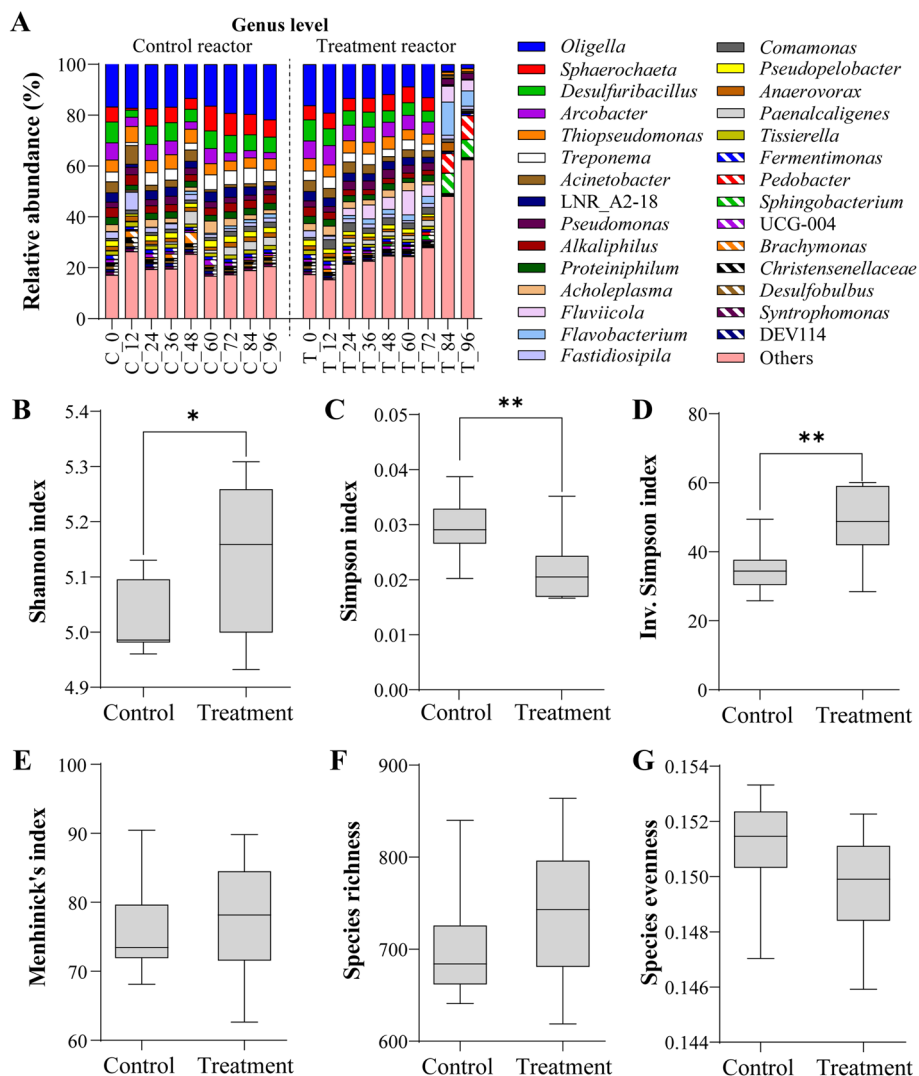 A
Genus level
Control reactor
Treatment reactor
Relative abundance (%)
100
80
60
40
20
0
C_0
C_12
C_24
C_36
C_48
C_60
C_72
C_84
C_96
T_0
T_12
T_24
T_36
T_48
T_60
T_72
T_84
T_96
Oligella
Sphaerochaeta
Desulfuribacillus
Arcobacter
Thiopseudomonas
Treponema
Acinetobacter
LNR_A2-18
Pseudomonas
Alkaliphilus
Proteiniphilum
Acholeplasma
Fluviicola
Flavobacterium
Fastidiosipila
Comamonas
Pseudopelobacter
Anaerovorax
Paenalcaligenes
Tissierella
Fermentimonas
Pedobacter
Sphingobacterium
UCG-004
Brachymonas
Christensenellaceae
Desulfobulbus
Syntrophomonas
DEV114
Others
B
Shannon index
5.4
5.3
5.2
5.1
5.0
4.9
*
Control
Treatment
C
Simpson index
0.05
0.04
0.03
0.02
0.01
0.00
**
Control
Treatment
D
Inv. Simpson index
80
60
40
20
0
**
Control
Treatment
E
Menhinick's index
100
90
80
70
60
Control
Treatment
F
Species richness
900
800
700
600
Control
Treatment
G
Species evenness
0.154
0.152
0.150
0.148
0.146
0.144
Control
Treatment